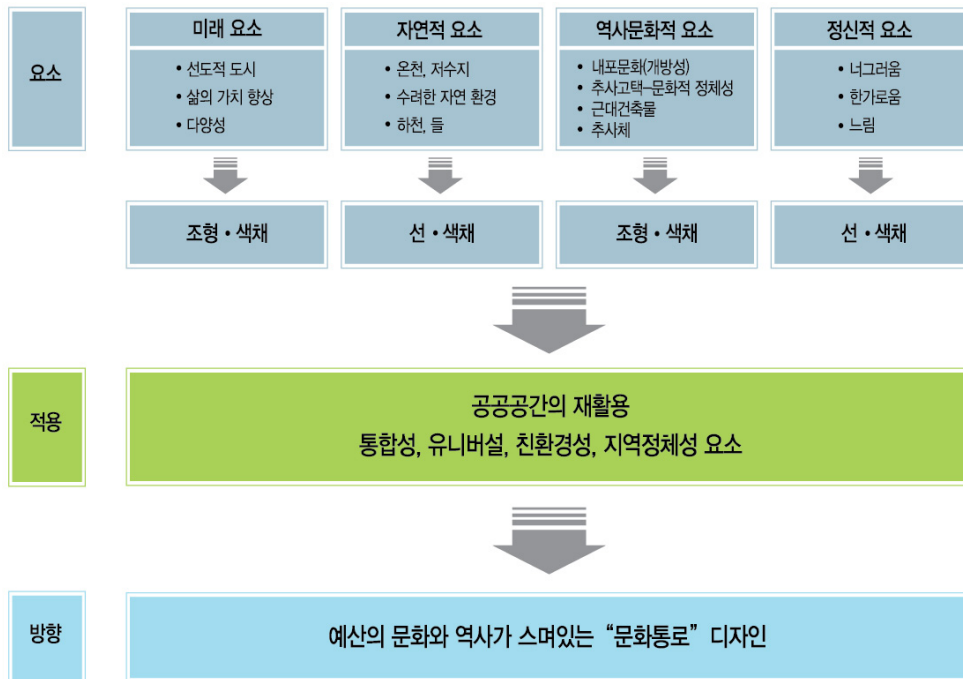 요소
미래 요소
• 선도적 도시
• 삶의 가치 향상
• 다양성
자연적 요소
• 온천, 저수지
• 수려한 자연 환경
• 하천, 들
역사문화적 요소
• 내포문화(개방성)
• 추사고택-문화적 정체성
• 근대건축물
• 추사체
정신적 요소
• 너그러움
• 한가로움
• 느림
조형 • 색채
선 • 색채
조형 • 색채
선 • 색채
적용
공공공간의 재활용
통합성, 유니버설, 친환경성, 지역정체성 요소
방향
예산의 문화와 역사가 스며있는 “문화통로” 디자인